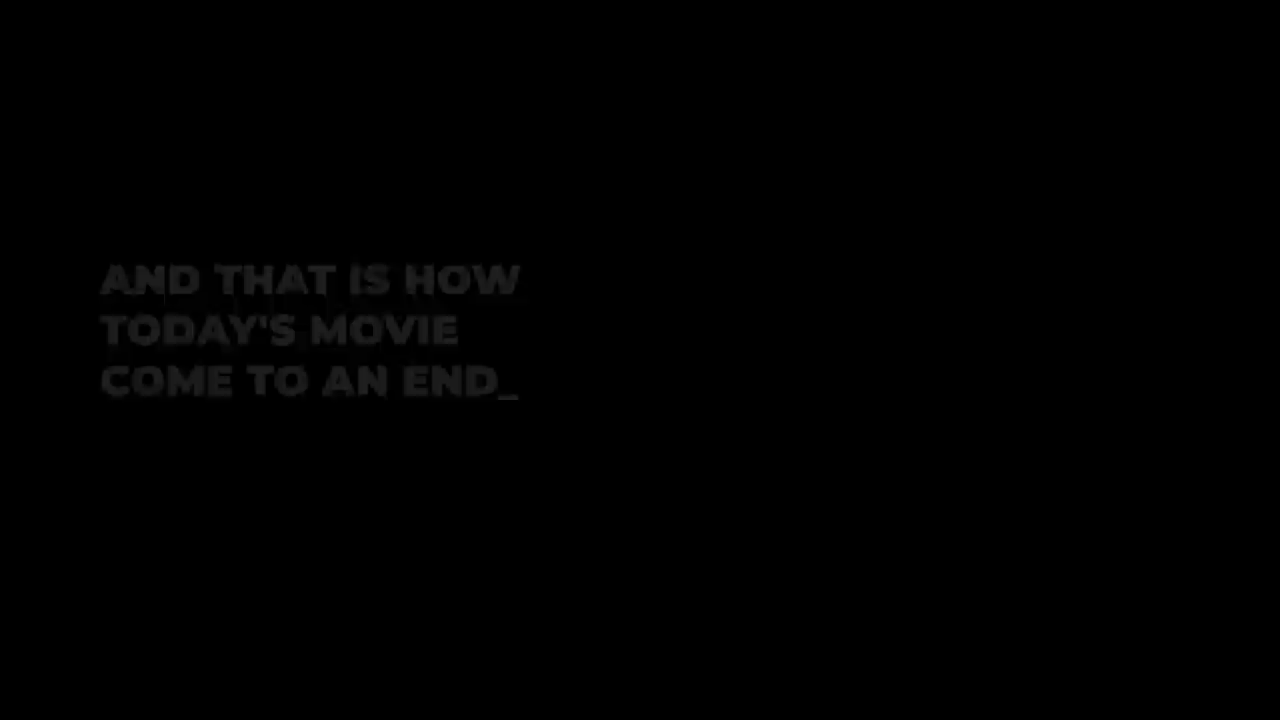 AND THAT IS HOW
TODAY'S MOVIE
COME TO AN END_